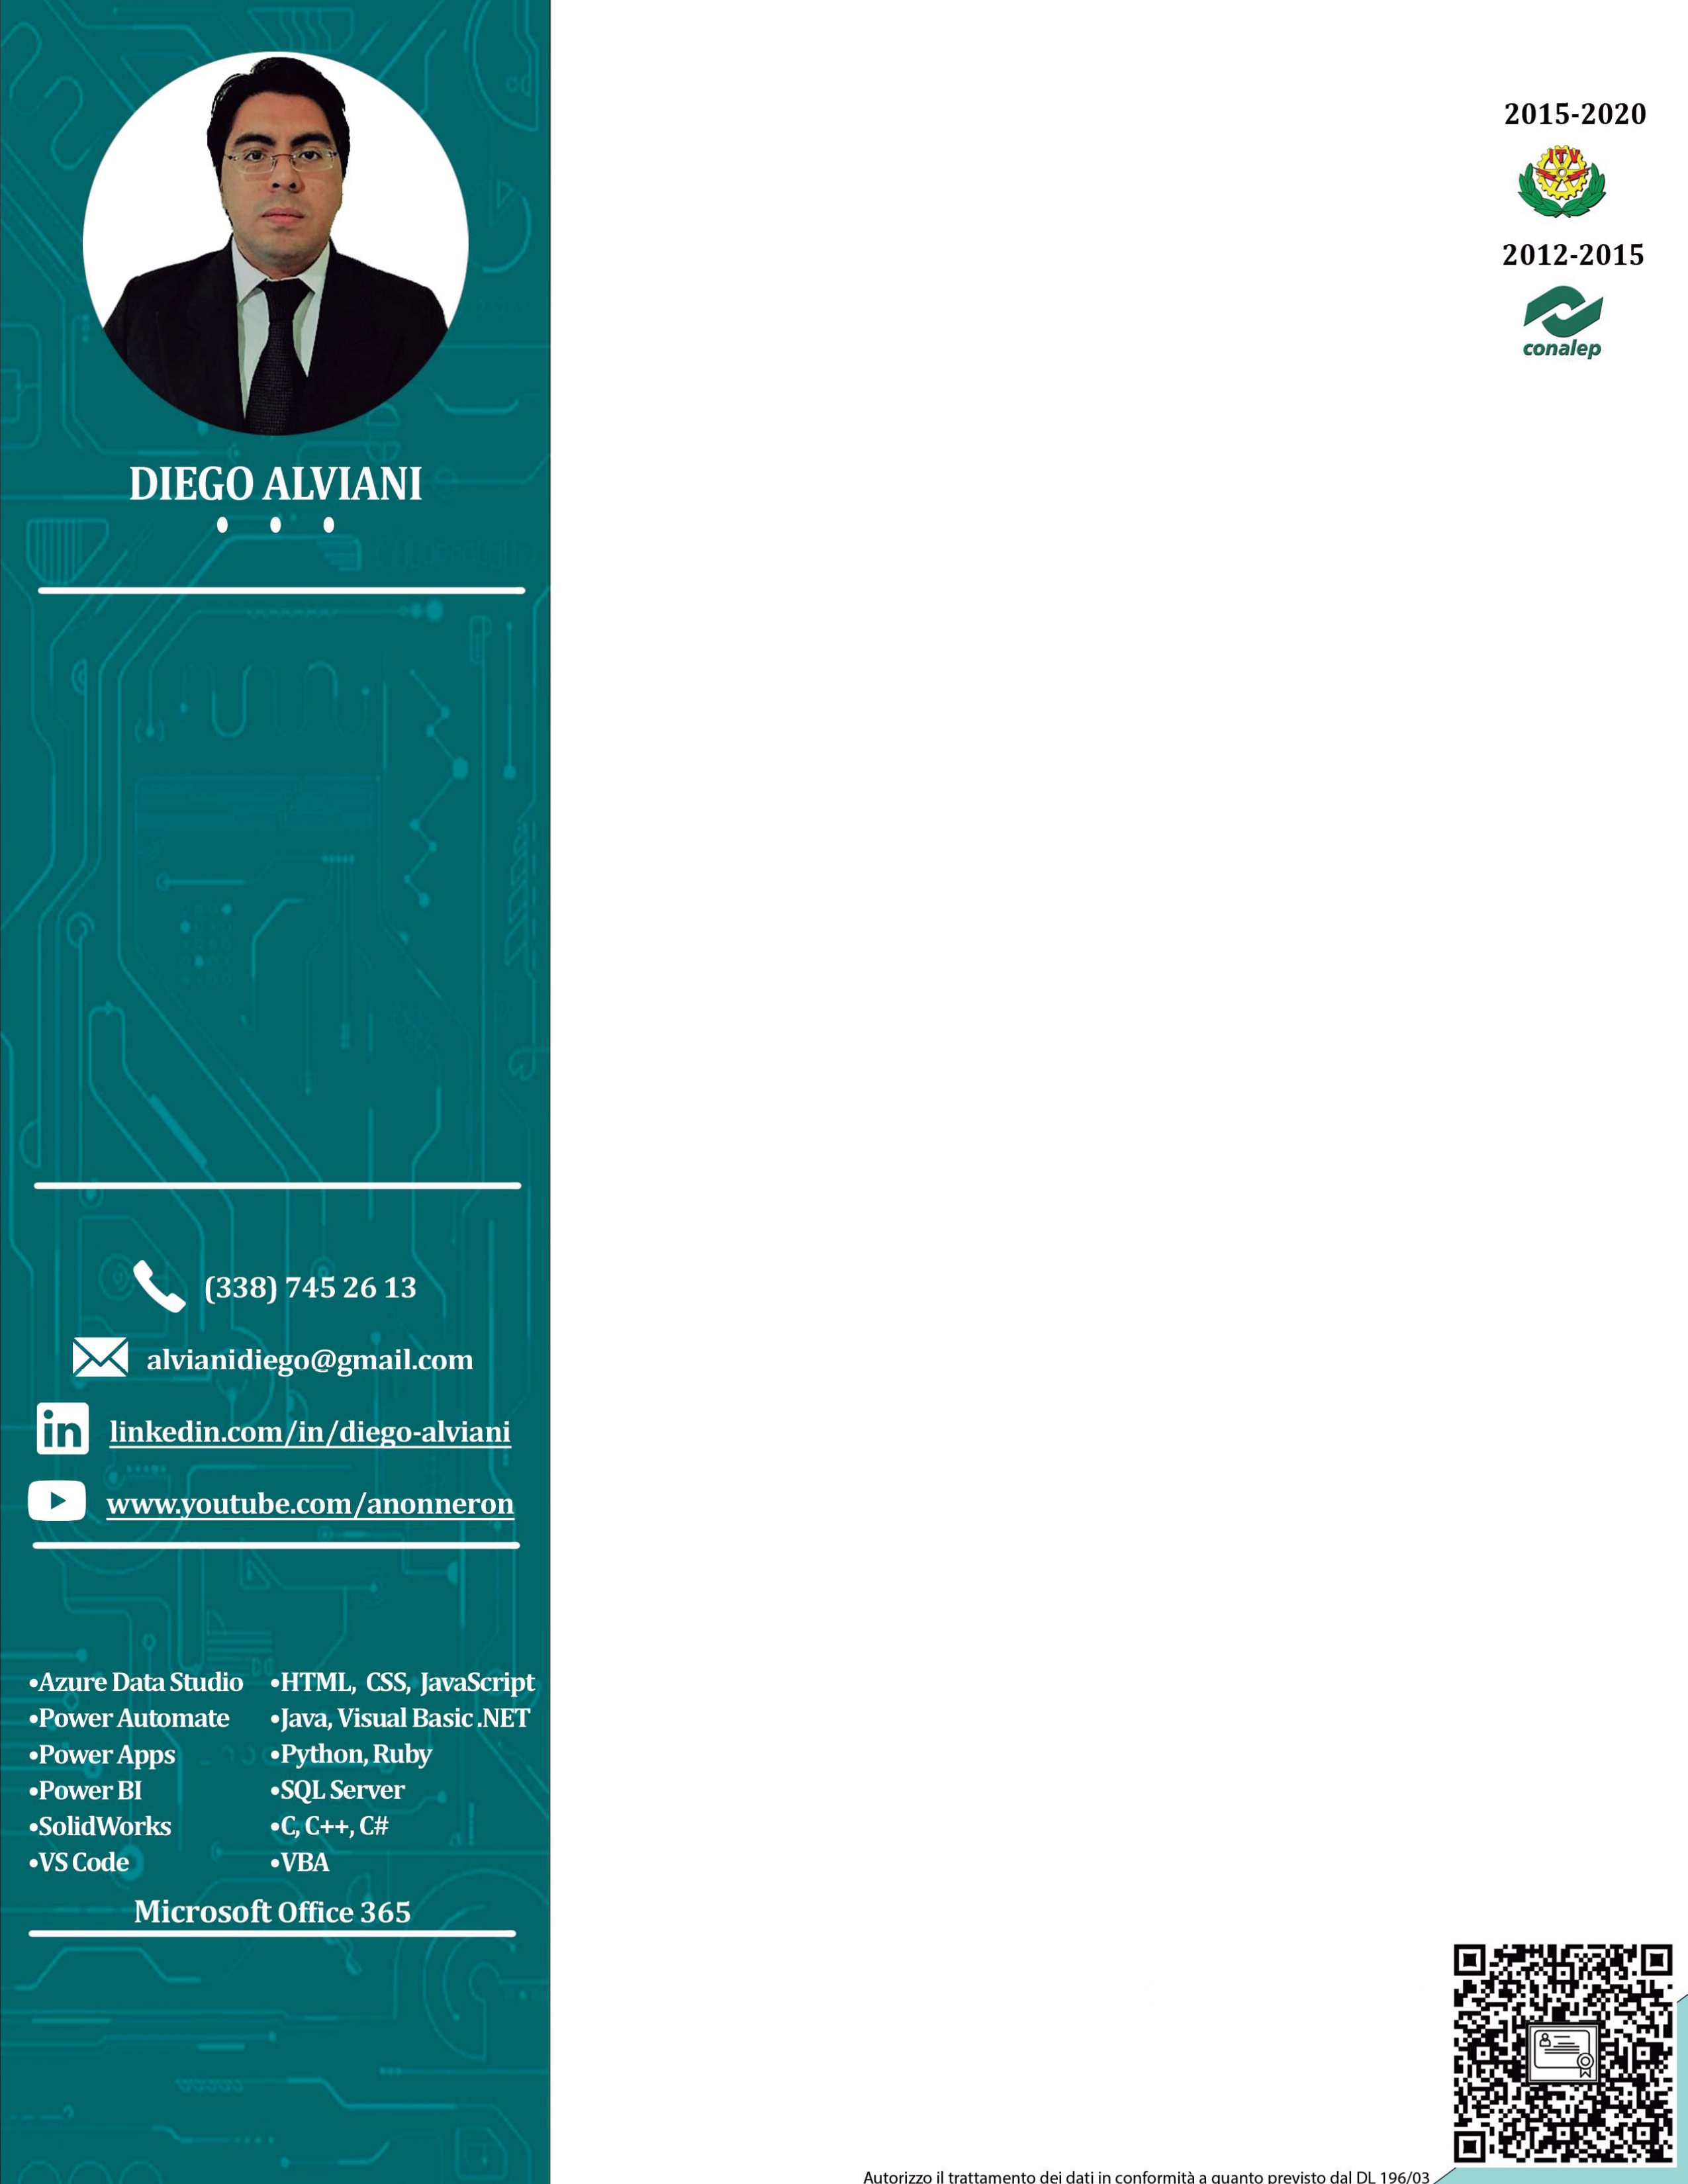 DIEGO ALVIANI
(338) 745 26 13
alvianidiego@gmail.com
linkedin.com/in/diego-alviani
www.youtube.com/anonneron
•Azure Data Studio
•Power Automate
•Power Apps
•Power BI
•SolidWorks
•VS Code
•HTML, CSS, JavaScript
•Java, Visual Basic .NET
•Python, Ruby
•SQL Server
•C, C++, C#
•VBA
Microsoft Office 365
2015-2020
ITV
2012-2015
conalep
Autorizzo il trattamento dei dati in conformità a quanto previsto dal DL 196/03